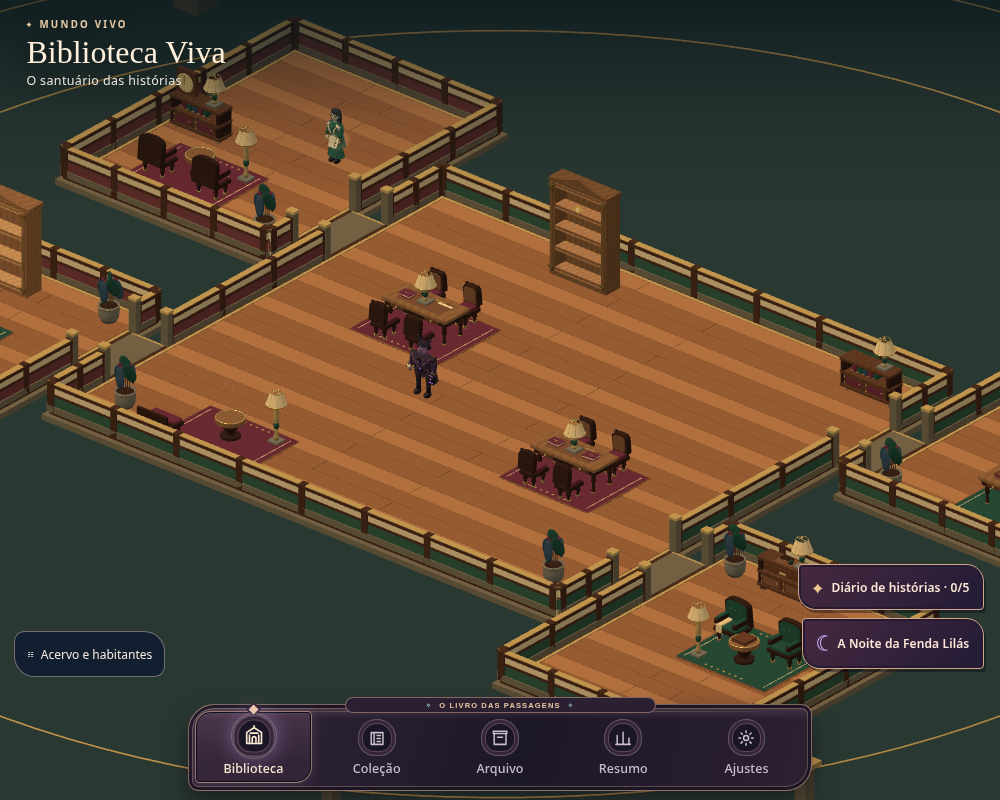 MUNDO VIVO
Biblioteca Viva
O santuário das histórias
Diário de histórias · 0/5
A Noite da Fenda Lilás
Acervo e habitantes
O LIVRO DAS PASSAGENS
Biblioteca
Coleção
Arquivo
Resumo
Ajustes